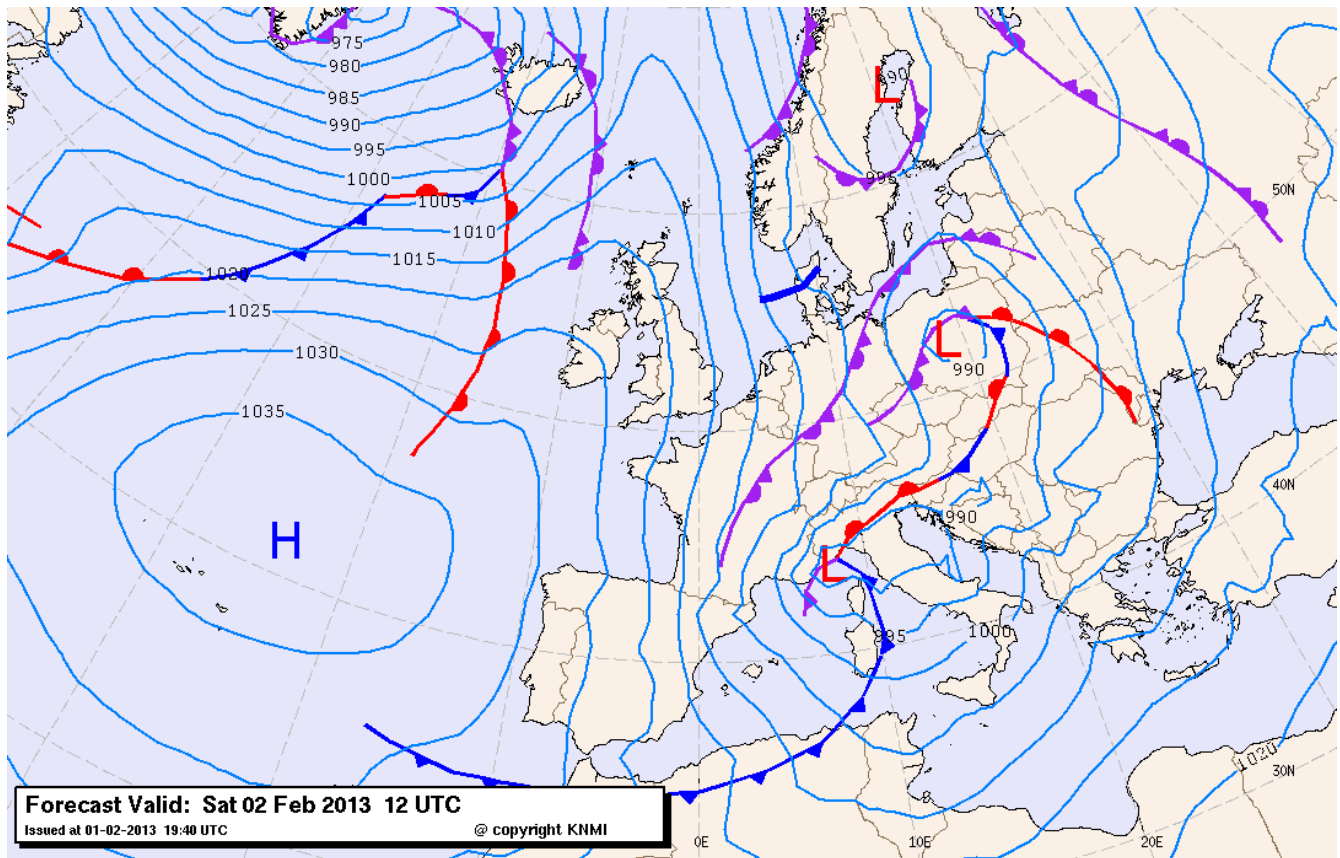 975
980
985
990
995
1000
1005
1010
1015
1020
1025
1030
1035
H
L
990
995
50N
L
990
40N
990
L
995
1000
1020
30N
Forecast Valid: Sat 02 Feb 2013 12 UTC
Issued at 01-02-2013 19:40 UTC
@ copyright KNMI
0E
10E
20E